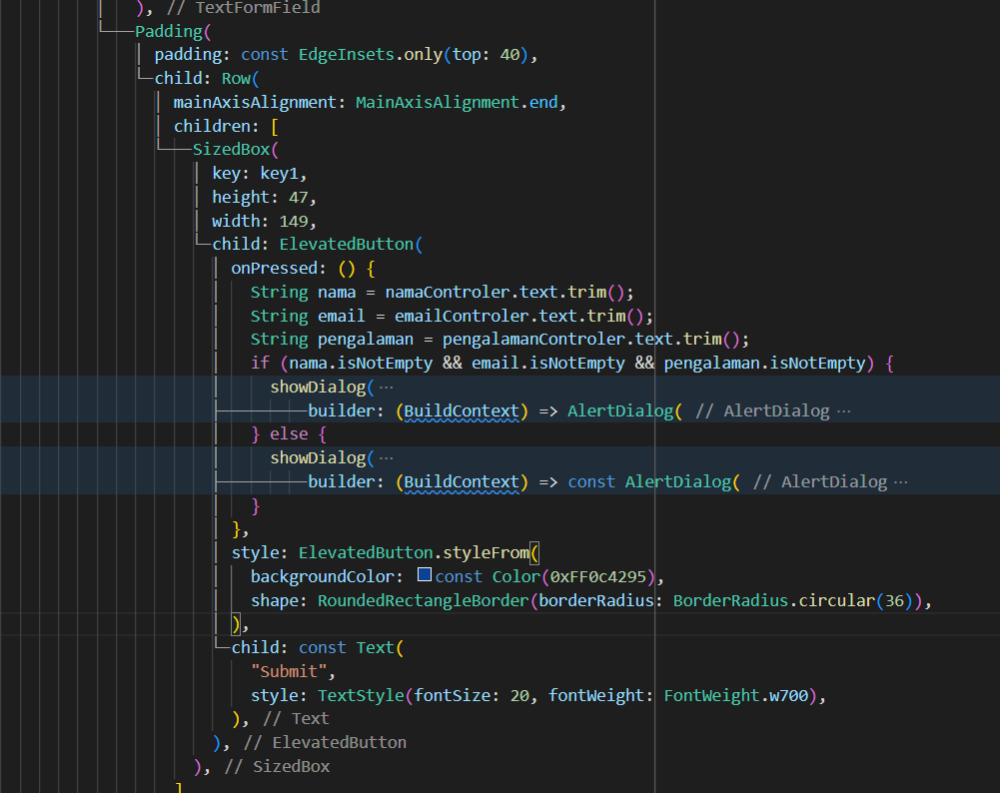 ), // TextFormField
Padding(
padding: const EdgeInsets.only(top: 40),
child: Row(
mainAxisAlignment: MainAxisAlignment.end,
children: [
SizedBox(
key: key1,
height: 47,
width: 149,
child: ElevatedButton(
onPressed: () {
String nama = namaControler.text.trim();
String email = emailControler.text.trim();
String pengalaman = pengalamanControler.text.trim();
if (nama.isNotEmpty && email.isNotEmpty && pengalaman.isNotEmpty) {
showDialog( ···
builder: (BuildContext) => AlertDialog( // AlertDialog ···
} else {
showDialog( ···
builder: (BuildContext) => const AlertDialog( // AlertDialog ···
}
},
style: ElevatedButton.styleFrom(
backgroundColor: const Color(0xFF0c4295),
shape: RoundedRectangleBorder(borderRadius: BorderRadius.circular(36)),
),
child: const Text(
"Submit",
style: TextStyle(fontSize: 20, fontWeight: FontWeight.w700),
), // Text
), // ElevatedButton
), // SizedBox
]